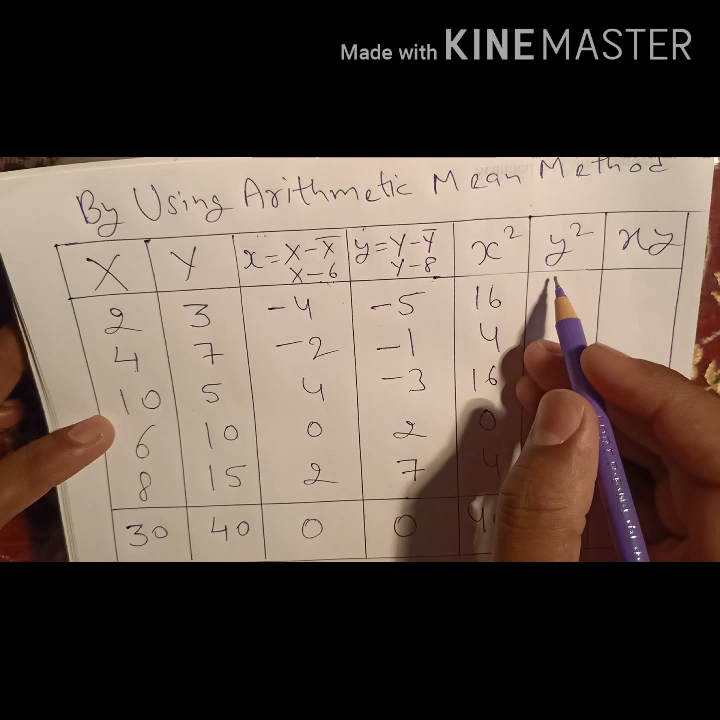 Made with KINEMASTER
By Using Arithmetic Mean Method
X Y x=X-X̅ y=Y-Y̅ x² y² xy
X-6 Y-8
2 3 -4 -5 16
4 7 -2 -1 4
10 5 4 -3 16
6 10 0 2 0
8 15 2 7 4
30 40 0 0